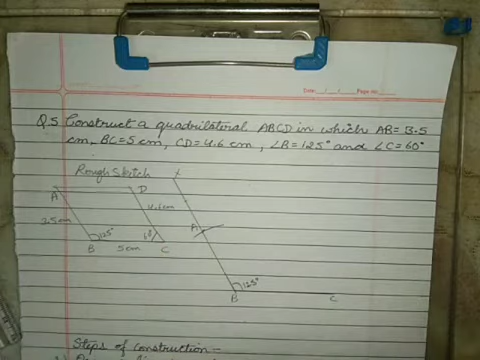 Date: / / Page No.
Q.5 Construct a quadrilateral ABCD in which AB = 3.5
cm, BC = 5 cm, CD = 4.6 cm, ∠B = 125° and ∠C = 60°
Rough Sketch
X
A
D
4.6cm
3.5cm
A
125°
60°
B
5cm
C
125°
B
C
Steps of construction -